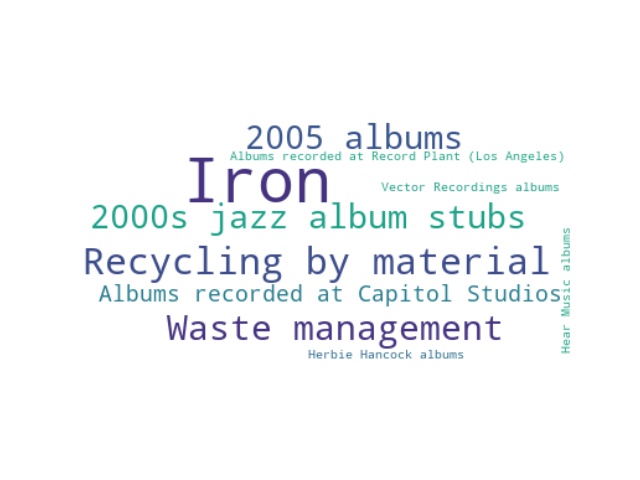 2005 albums
Albums recorded at Record Plant (Los Angeles)
Iron
Vector Recordings albums
2000s jazz album stubs
Recycling by material
Albums recorded at Capitol Studios
Hear Music albums
Waste management
Herbie Hancock albums